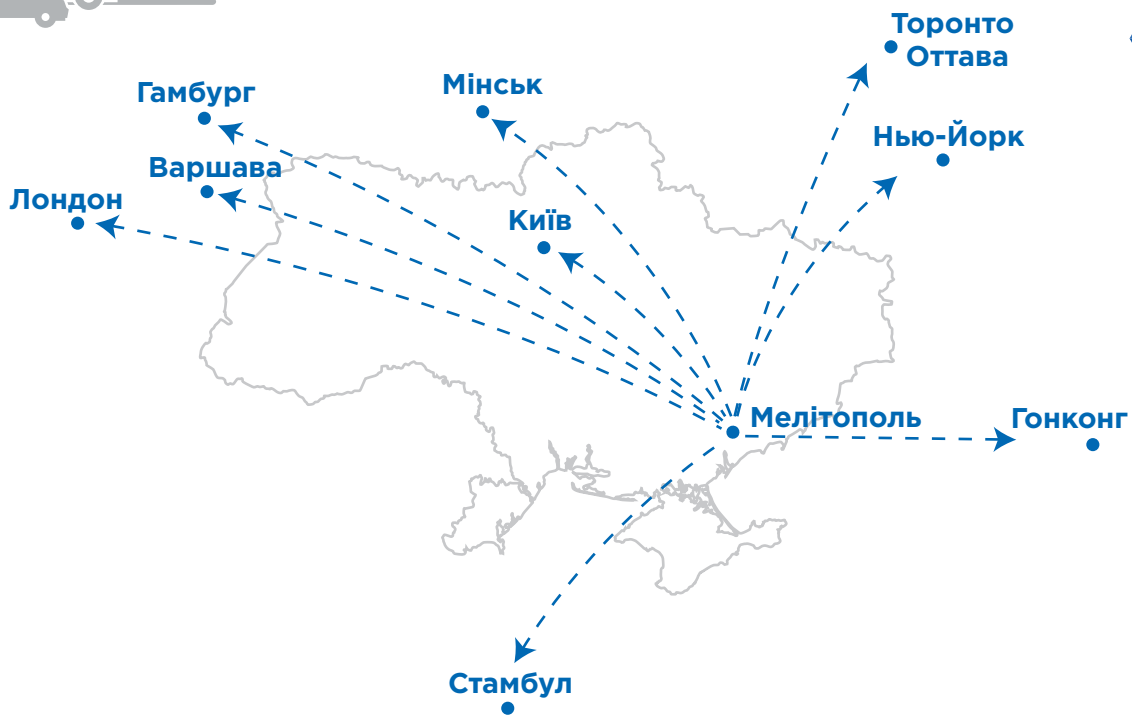 Торонто
Оттава
Мінськ
Гамбург
Нью-Йорк
Варшава
Лондон
Київ
Мелітополь
Гонконг
Стамбул